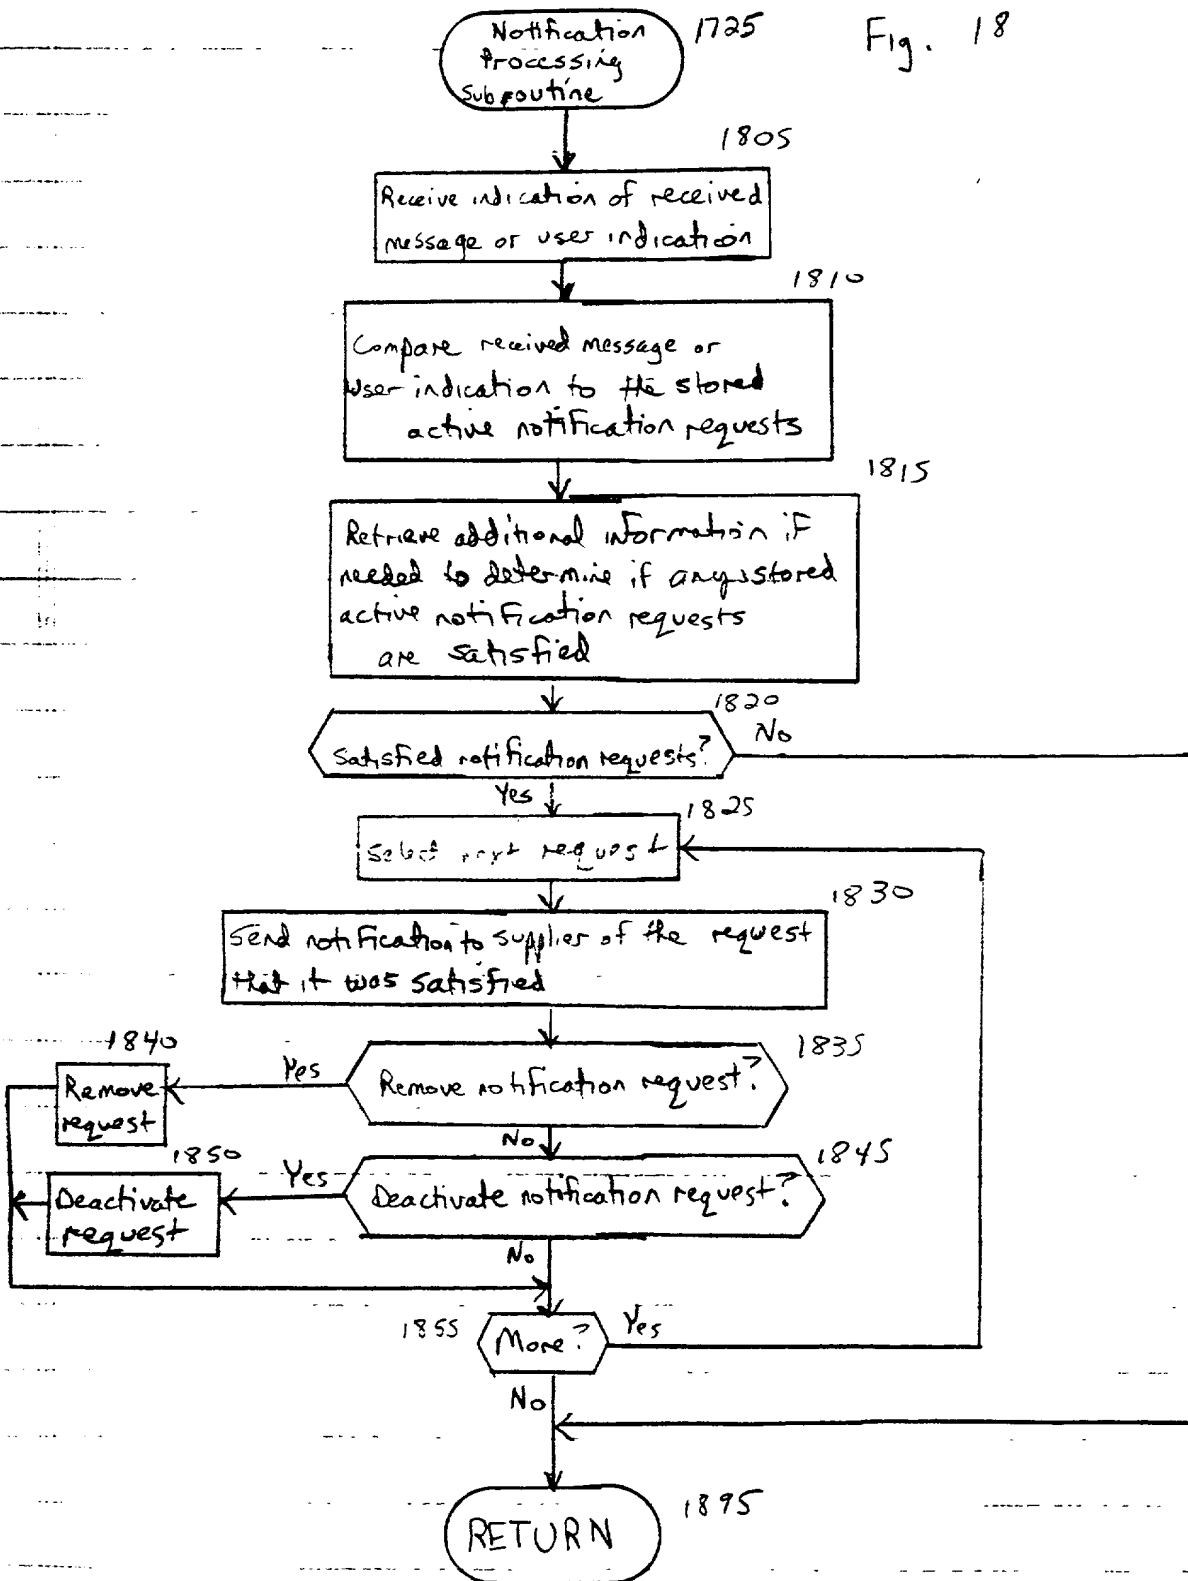 Fig. 18
Notification
Processing
Subroutine
1725
1805
Receive indication of received
message or user indication
1810
Compare received message or
User indication to the stored
active notification requests
1815
Retrieve additional information if
needed to determine if any stored
active notification requests
are satisfied
1820
Satisfied notification requests?
No
Yes
1825
Select next request
1830
Send notification to supplier of the request
that it was satisfied
1835
Remove notification request?
Yes
1840
Remove
request
No
1845
Deactivate notification request?
Yes
1850
Deactivate
request
No
1855
More?
Yes
No
RETURN
1895